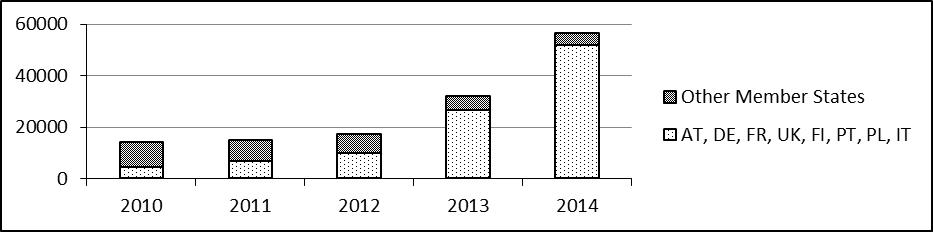 60000
40000
20000
0
2010 2011 2012 2013 2014
Other Member States
AT, DE, FR, UK, FI, PT, PL, IT